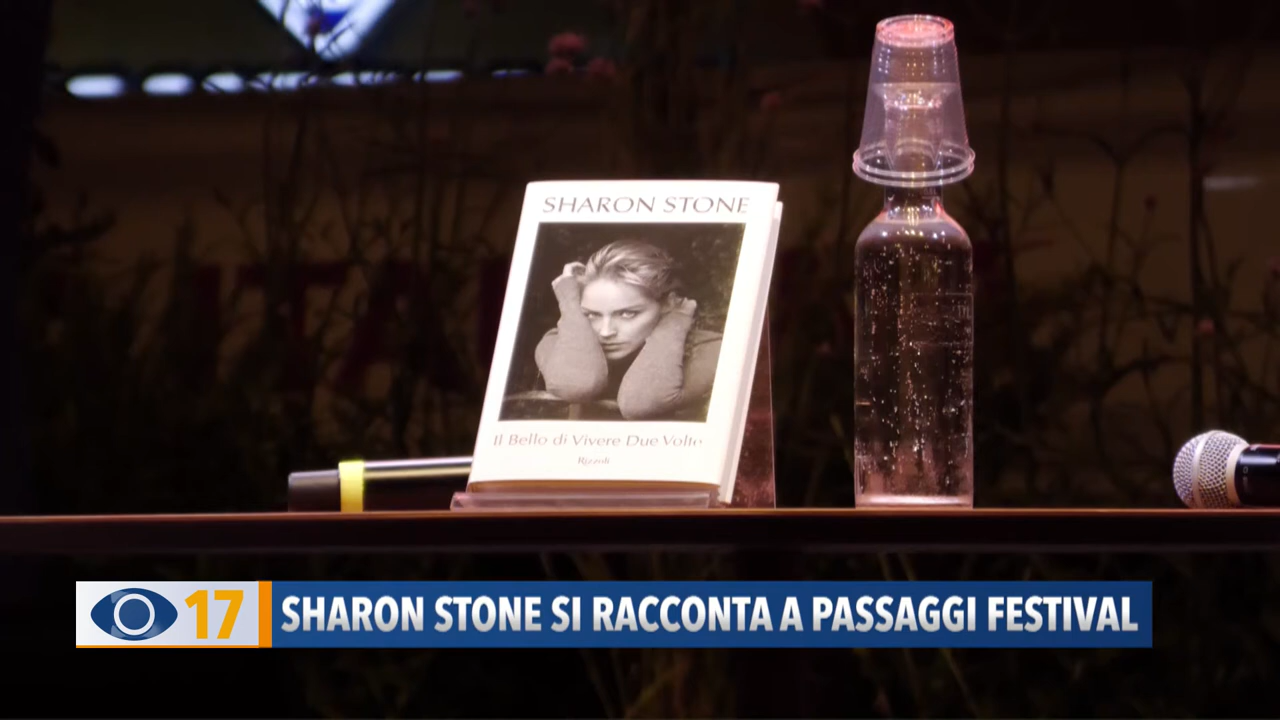 SHARON STONE
Il Bello di Vivere Due Volte
Rizzoli
17
SHARON STONE SI RACCONTA A PASSAGGI FESTIVAL